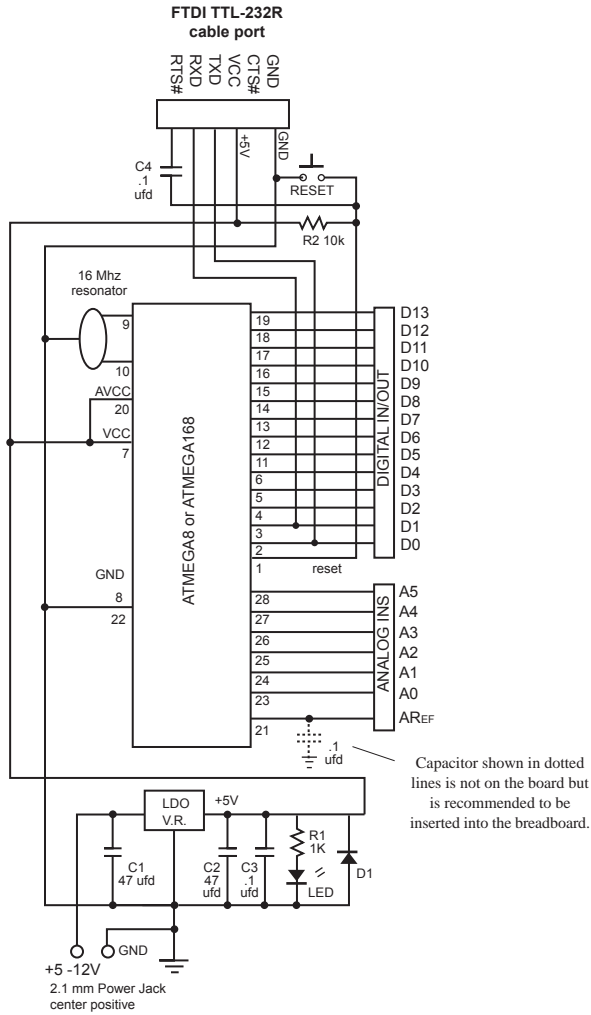 FTDI TTL-232R
cable port
RTS#
RXD
TXD
VCC
CTS#
GND
+5V
GND
C4
.1
ufd
RESET
R2 10k
16 Mhz
resonator
9
10
AVCC
20
VCC
7
GND
8
22
ATMEGA8 or ATMEGA168
19
18
17
16
15
14
13
12
11
6
5
4
3
2
1
reset
DIGITAL IN/OUT
D13
D12
D11
D10
D9
D8
D7
D6
D5
D4
D3
D2
D1
D0
28
27
26
25
24
23
21
ANALOG INS
A5
A4
A3
A2
A1
A0
AREF
.1
ufd
Capacitor shown in dotted
lines is not on the board but
is recommended to be
inserted into the breadboard.
LDO
V.R.
+5V
C1
47 ufd
C2
47
ufd
C3
.1
ufd
R1
1K
LED
D1
GND
+5 -12V
2.1 mm Power Jack
center positive